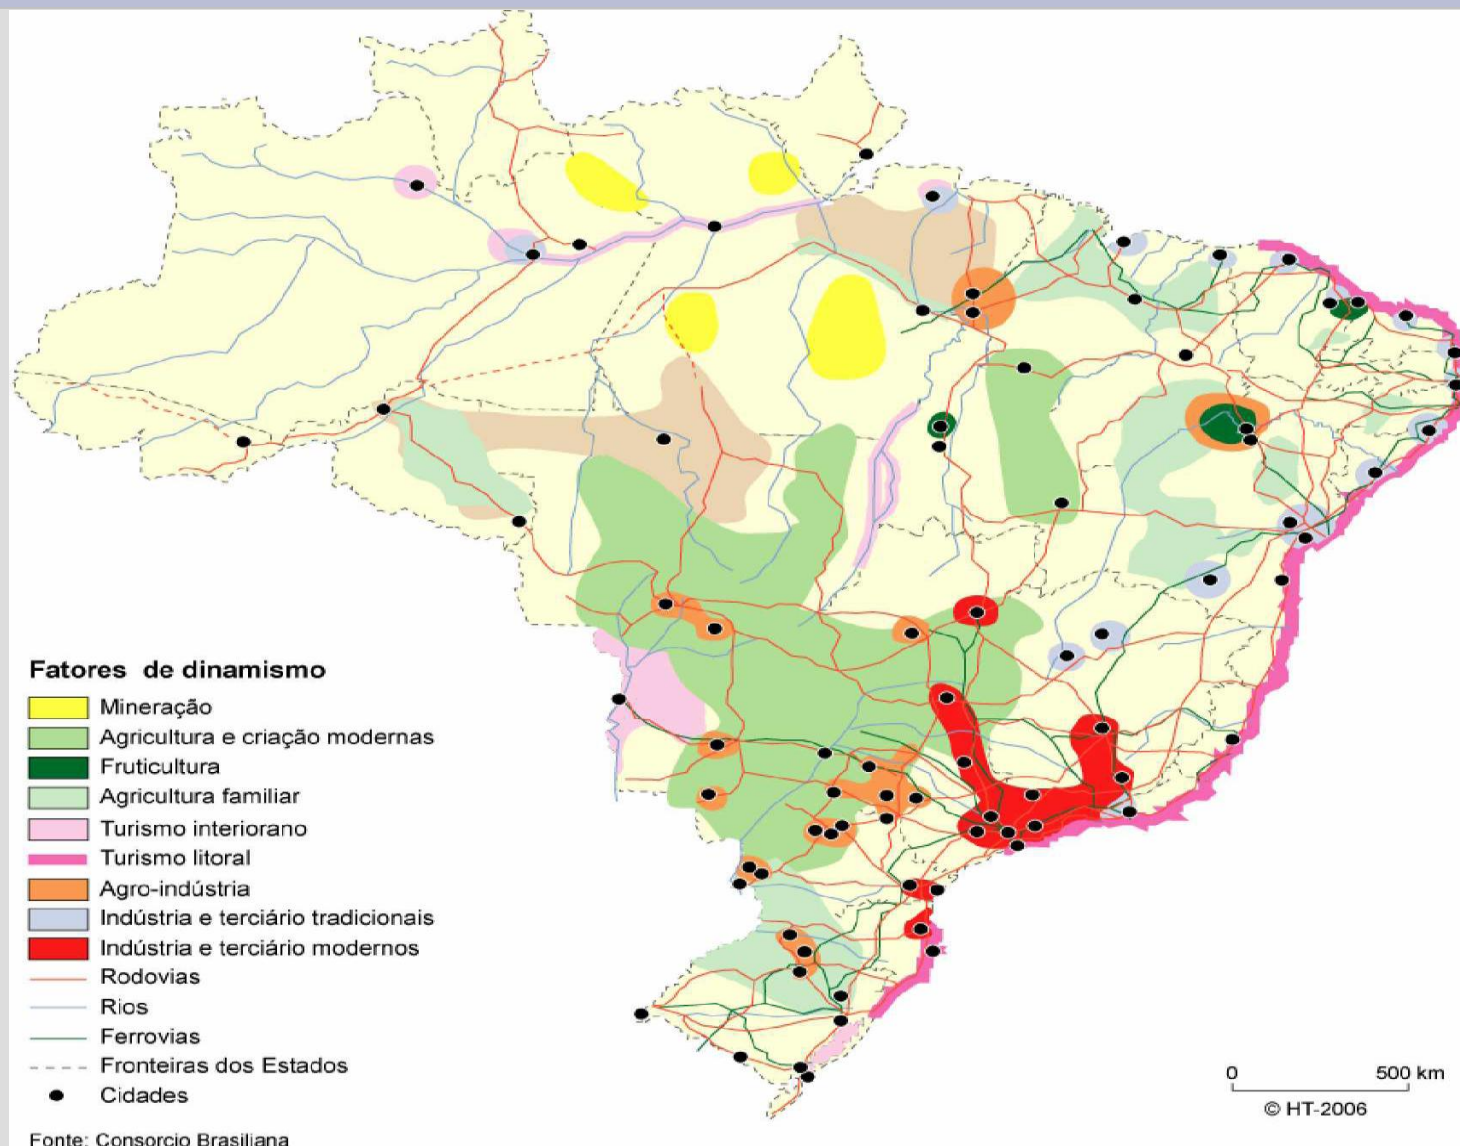 Fatores de dinamismo
Mineração
Agricultura e criação modernas
Fruticultura
Agricultura familiar
Turismo interiorano
Turismo litoral
Agro-indústria
Indústria e terciário tradicionais
Indústria e terciário modernos
Rodovias
Rios
Ferrovias
Fronteiras dos Estados
Cidades
Fonte: Consorcio Brasiliana
0 500 km
© HT-2006